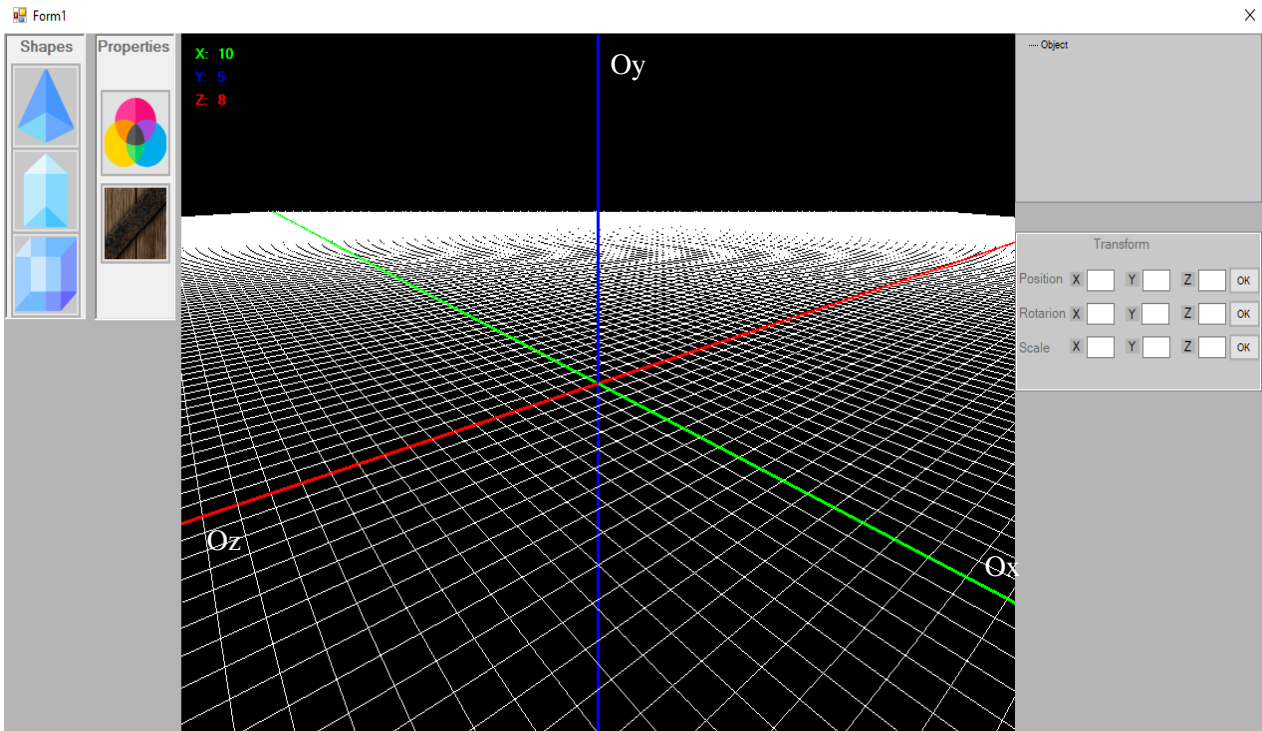 Form1
Shapes
Properties
X: 10
Y: 5
Z: 8
Oy
Oz
Ox
Object
Transform
Position X Y Z OK
Rotarion X Y Z OK
Scale X Y Z OK